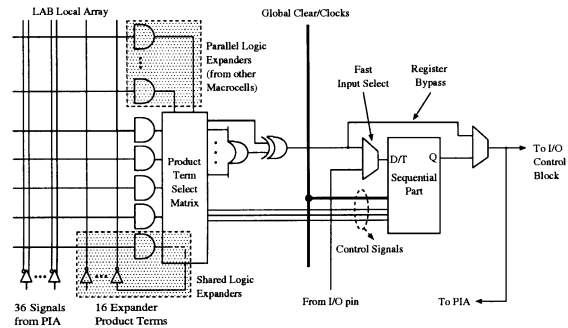 LAB Local Array
Global Clear/Clocks
Parallel Logic
Expanders
(from other
Macrocells)
Fast
Input Select
Register
Bypass
Product
Term
Select
Matrix
D/T
Q
Sequential
Part
To I/O
Control
Block
Control Signals
Shared Logic
Expanders
36 Signals
from PIA
16 Expander
Product Terms
From I/O pin
To PIA